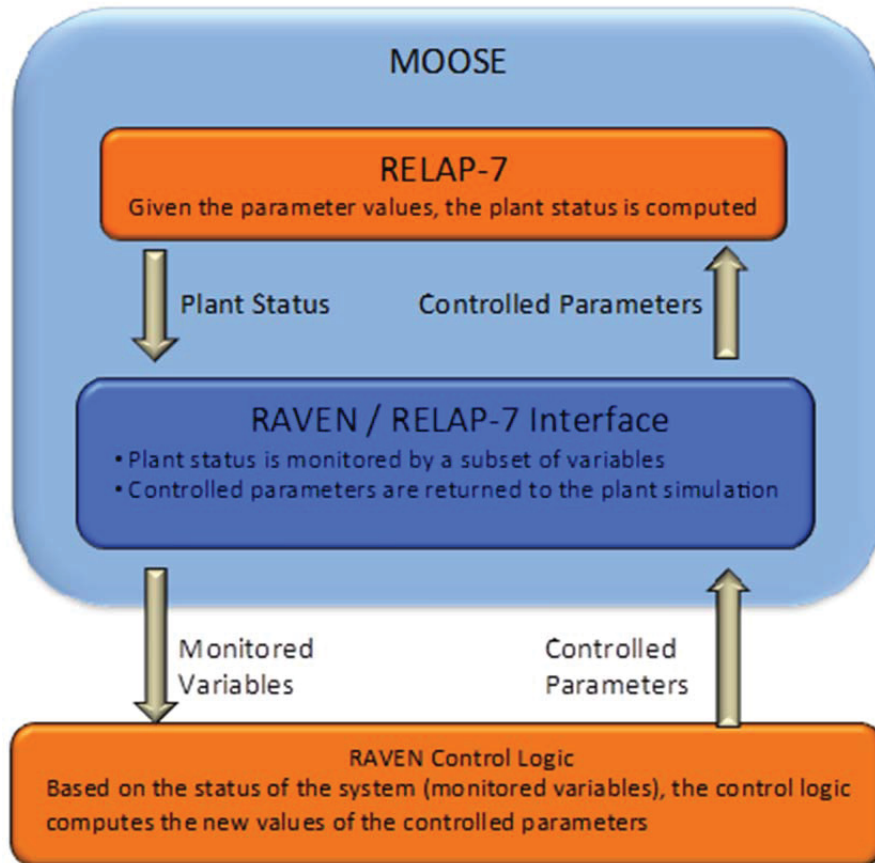 MOOSE
RELAP-7
Given the parameter values, the plant status is computed
Plant Status
Controlled Parameters
RAVEN / RELAP-7 Interface
• Plant status is monitored by a subset of variables
• Controlled parameters are returned to the plant simulation
Monitored
Variables
Controlled
Parameters
RAVEN Control Logic
Based on the status of the system (monitored variables), the control logic
computes the new values of the controlled parameters